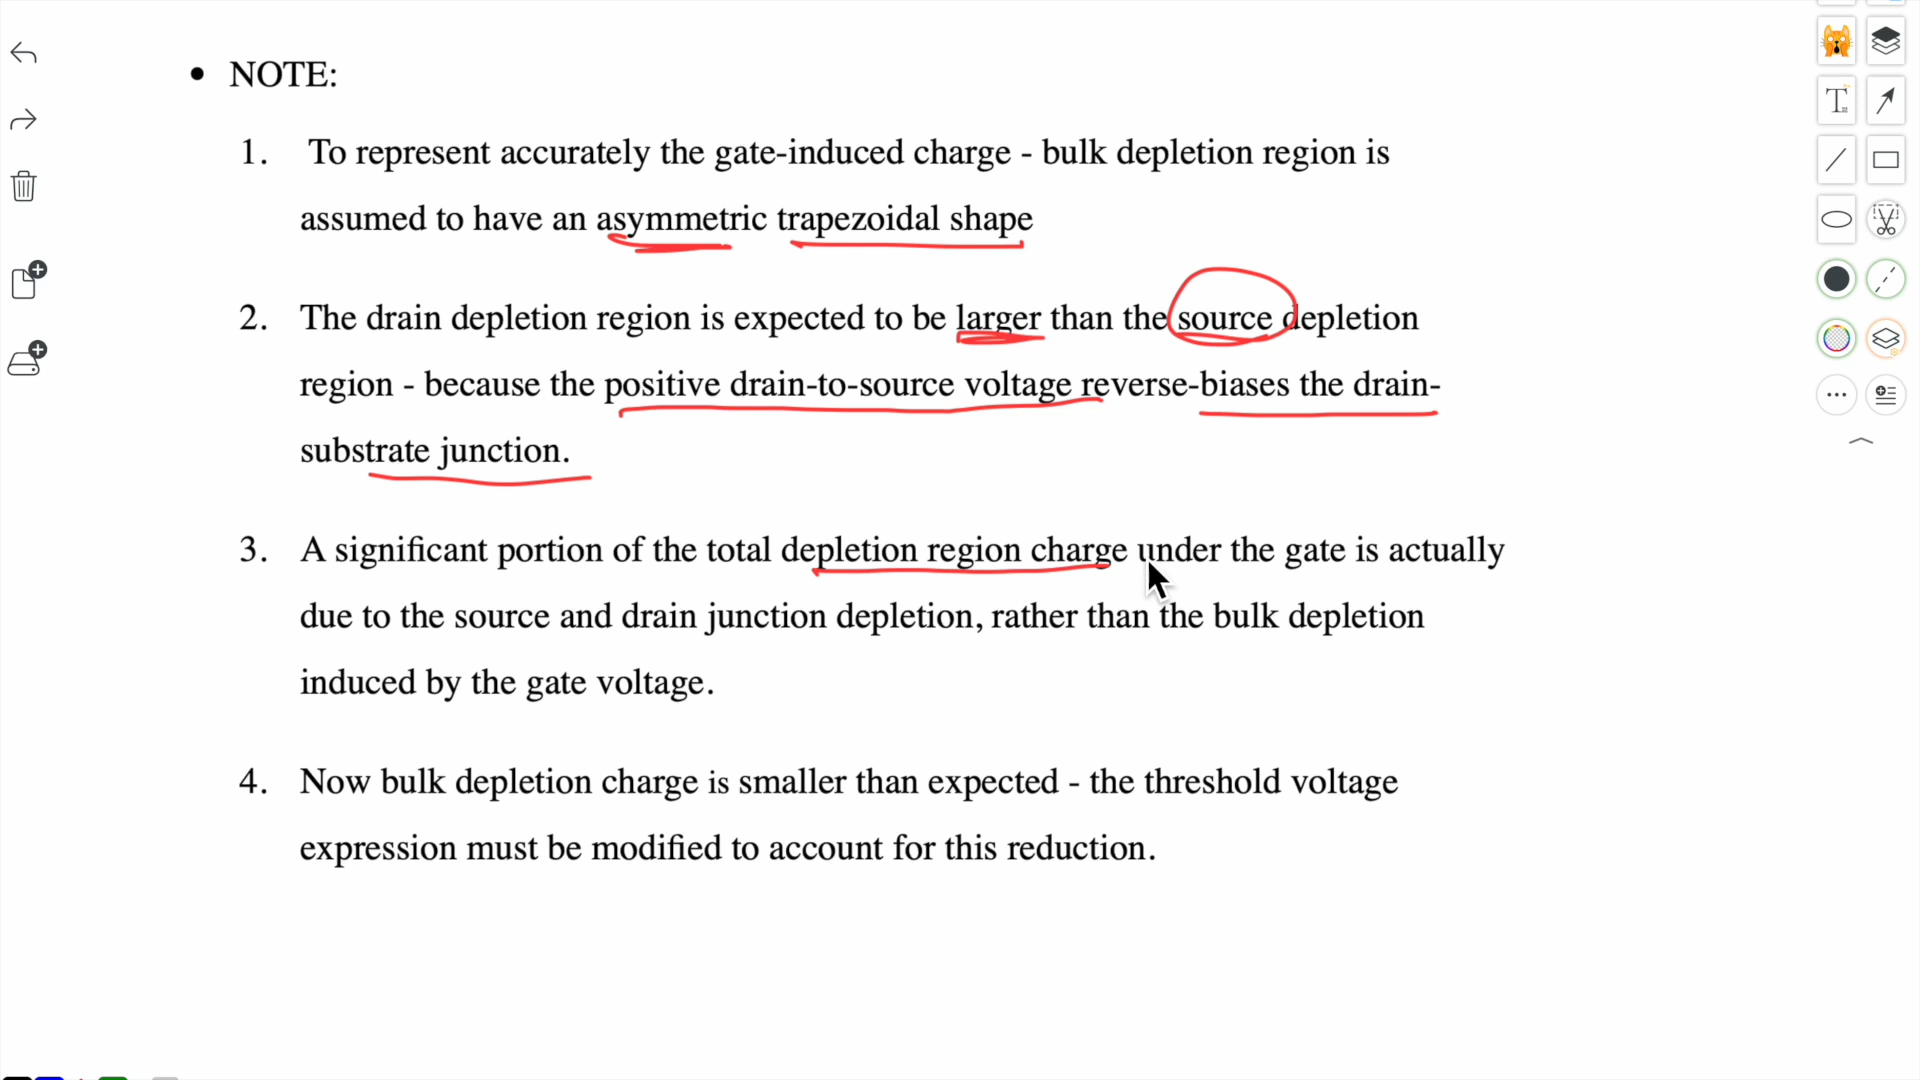 • NOTE:
1. To represent accurately the gate-induced charge - bulk depletion region is
assumed to have an asymmetric trapezoidal shape
2. The drain depletion region is expected to be larger than the source depletion
region - because the positive drain-to-source voltage reverse-biases the drain-
substrate junction.
3. A significant portion of the total depletion region charge under the gate is actually
due to the source and drain junction depletion, rather than the bulk depletion
induced by the gate voltage.
4. Now bulk depletion charge is smaller than expected - the threshold voltage
expression must be modified to account for this reduction.